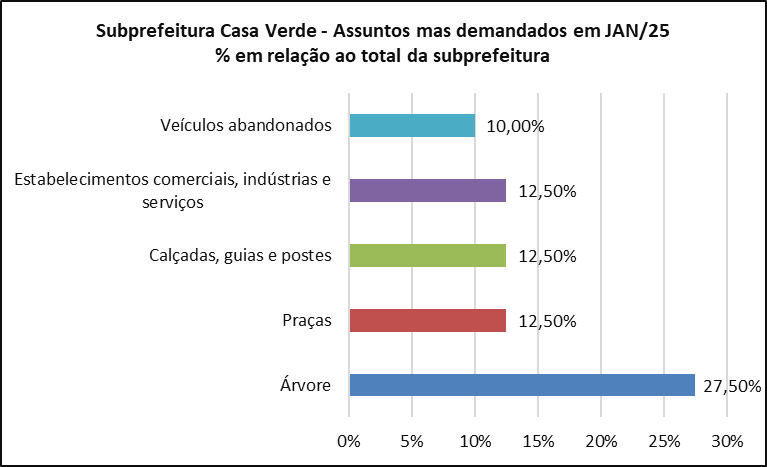 Subprefeitura Casa Verde - Assuntos mas demandados em JAN/25
% em relação ao total da subprefeitura
Veículos abandonados
10,00%
Estabelecimentos comerciais, indústrias e
serviços
12,50%
Calçadas, guias e postes
12,50%
Praças
12,50%
Árvore
27,50%
0% 5% 10% 15% 20% 25% 30%